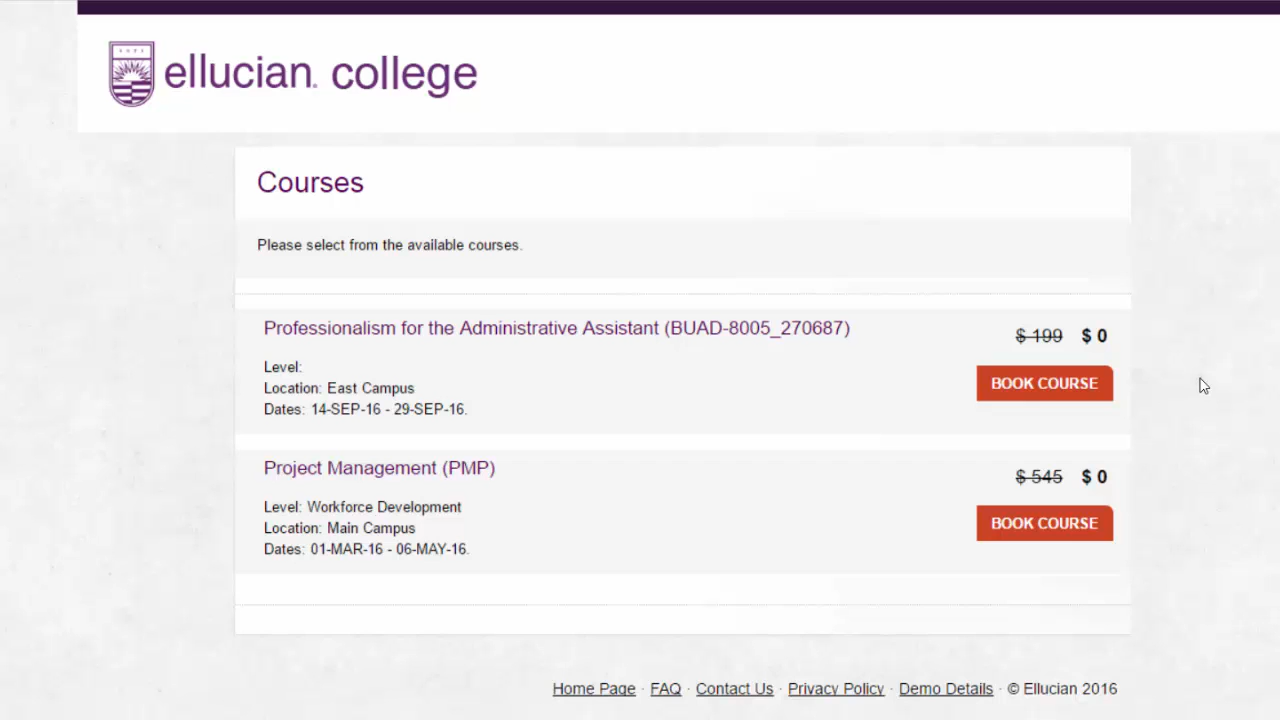 ellucian. college
Courses
Please select from the available courses.
Professionalism for the Administrative Assistant (BUAD-8005_270687)
$ 199 $ 0
Level:
BOOK COURSE
Location: East Campus
Dates: 14-SEP-16 - 29-SEP-16.
Project Management (PMP)
$ 545 $ 0
Level: Workforce Development
BOOK COURSE
Location: Main Campus
Dates: 01-MAR-16 - 06-MAY-16.
Home Page · FAQ · Contact Us · Privacy Policy · Demo Details · © Ellucian 2016